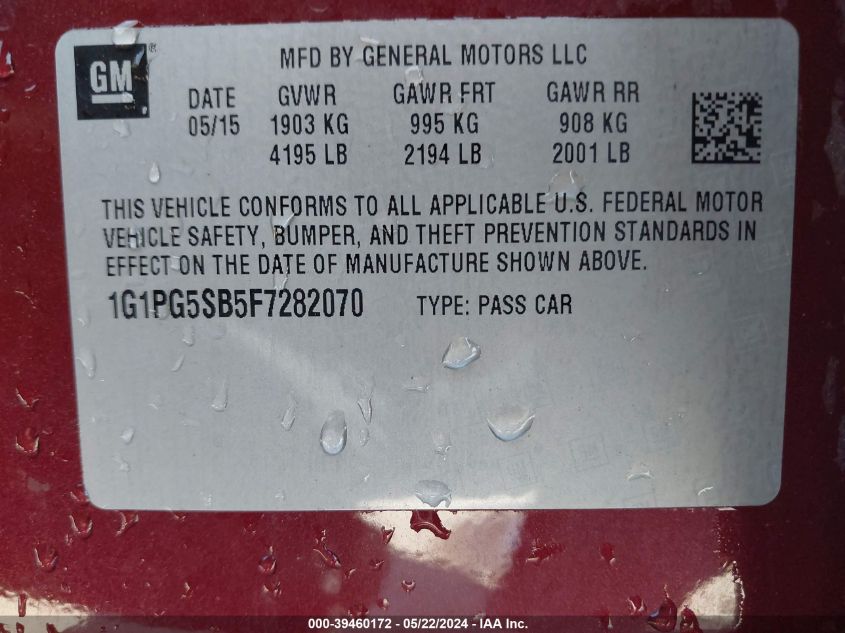 GM ®
MFD BY GENERAL MOTORS LLC
DATE GVWR GAWR FRT GAWR RR
05/15 1903 KG 995 KG 908 KG
4195 LB 2194 LB 2001 LB
THIS VEHICLE CONFORMS TO ALL APPLICABLE U.S. FEDERAL MOTOR
VEHICLE SAFETY, BUMPER, AND THEFT PREVENTION STANDARDS IN
EFFECT ON THE DATE OF MANUFACTURE SHOWN ABOVE.
1G1PG5SB5F7282070 TYPE: PASS CAR
000-39460172 - 05/22/2024 - IAA Inc.